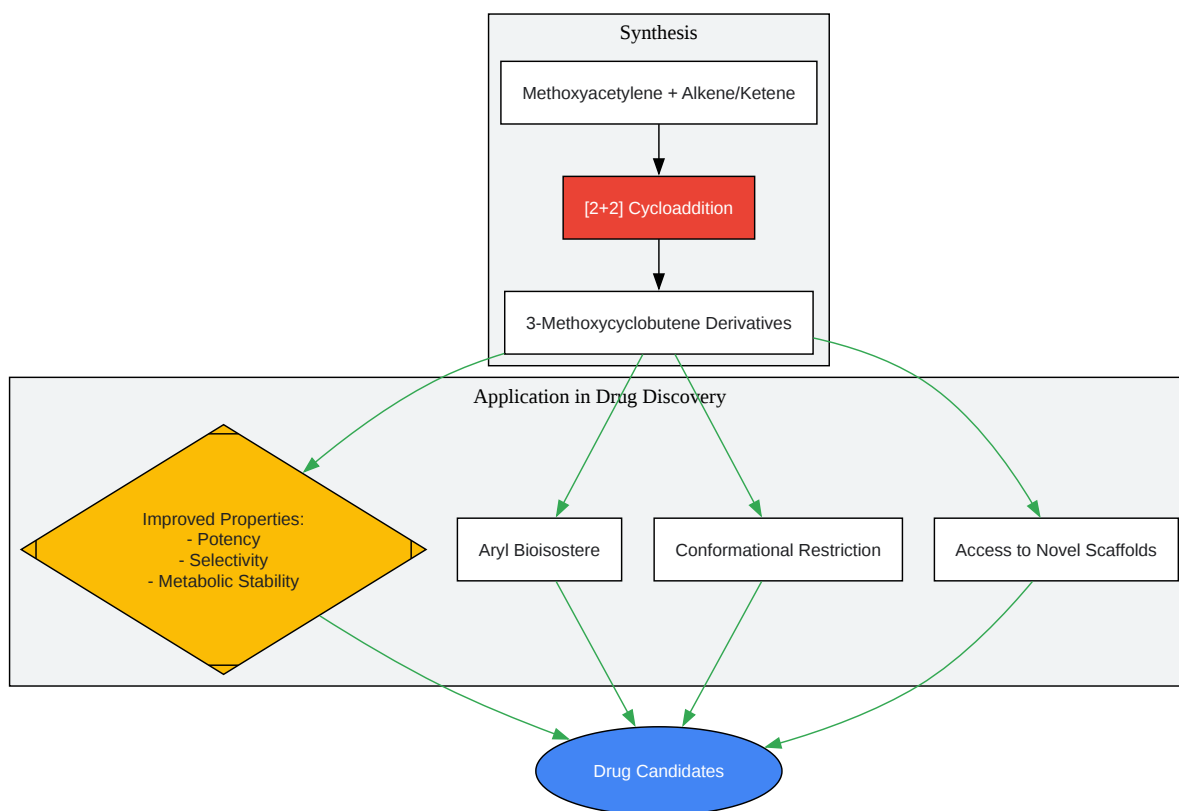 Synthesis
Methoxyacetylene + Alkene/Ketene
[2+2] Cycloaddition
3-Methoxycyclobutene Derivatives
Application in Drug Discovery
Improved Properties:
- Potency
- Selectivity
- Metabolic Stability
Aryl Bioisostere
Conformational Restriction
Access to Novel Scaffolds
Drug Candidates